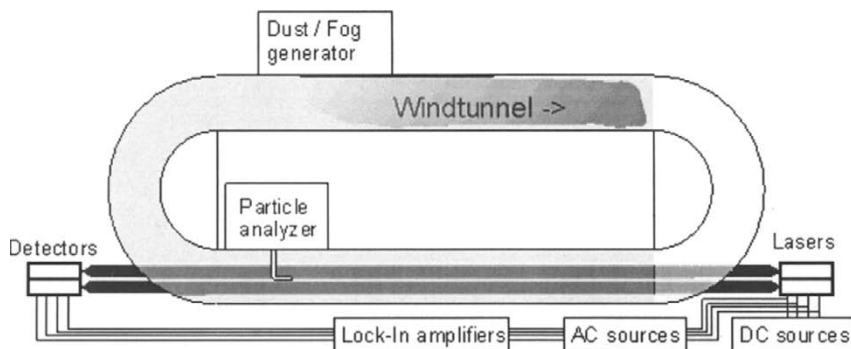 Dust / Fog
generator
Windtunnel ->
Particle
analyzer
Detectors
Lasers
Lock-In amplifiers
AC sources
DC sources